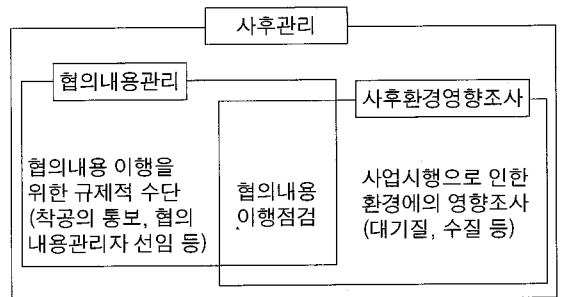 사후관리
협의내용관리
사후환경영향조사
협의내용 이행을
위한 규제적 수단
(착공의 통보, 협의
내용관리자 선임 등)
협의내용
이행점검
사업시행으로 인한
환경에의 영향조사
(대기질, 수질 등)